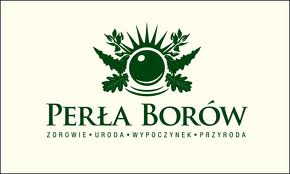 PERŁA BORÓW
ZDROWIE • URODA • WYPOCZYNEK • PRZYRODA